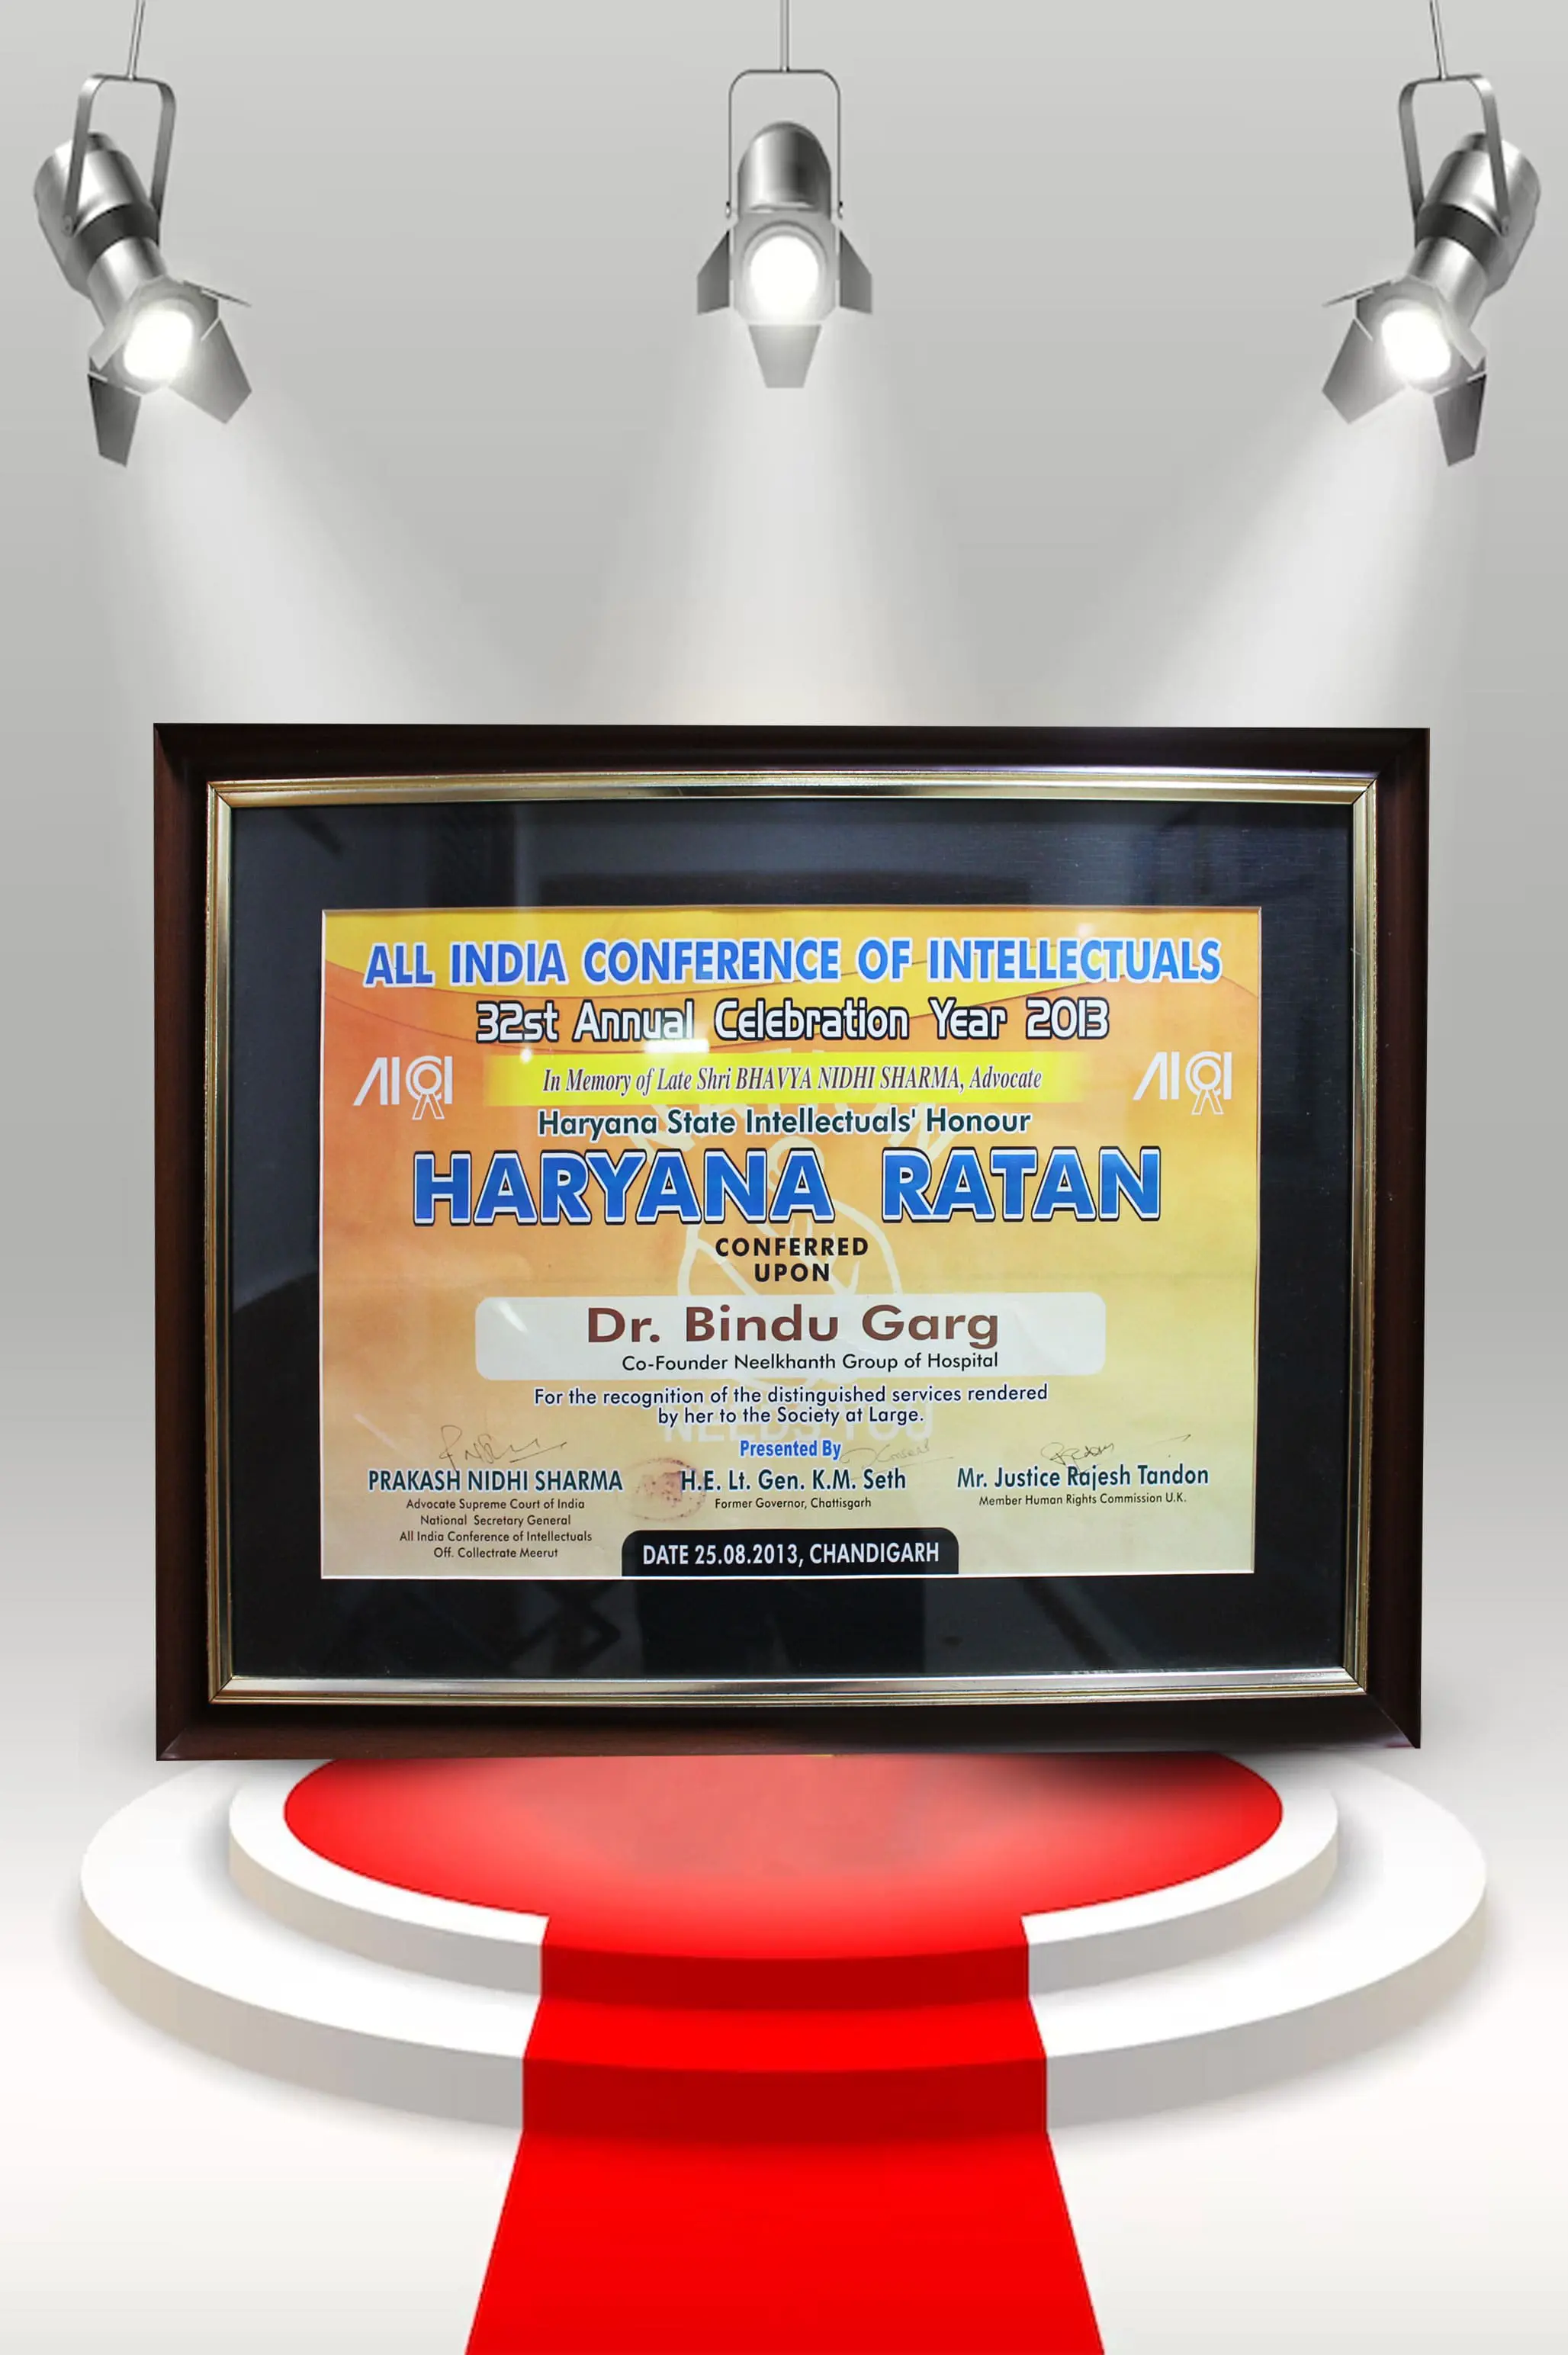 ALL INDIA CONFERENCE OF INTELLECTUALS
32st Annual Celebration Year 2013
AICI
AICI
In Memory of Late Shri BHAVYA NIDHI SHARMA, Advocate
Haryana State Intellectuals' Honour
HARYANA RATAN
CONFERRED
UPON
Dr. Bindu Garg
Co-Founder Neelkhanth Group of Hospital
For the recognition of the distinguished services rendered
by her to the Society at Large.
NEEDS YOU
Presented By
PRAKASH NIDHI SHARMA
Advocate Supreme Court of India
National Secretary General
All India Conference of Intellectuals
Off. Collectrate Meerut
H.E. Lt. Gen. K.M. Seth
Former Governor, Chattisgarh
Mr. Justice Rajesh Tandon
Member Human Rights Commission U.K.
DATE 25.08.2013, CHANDIGARH